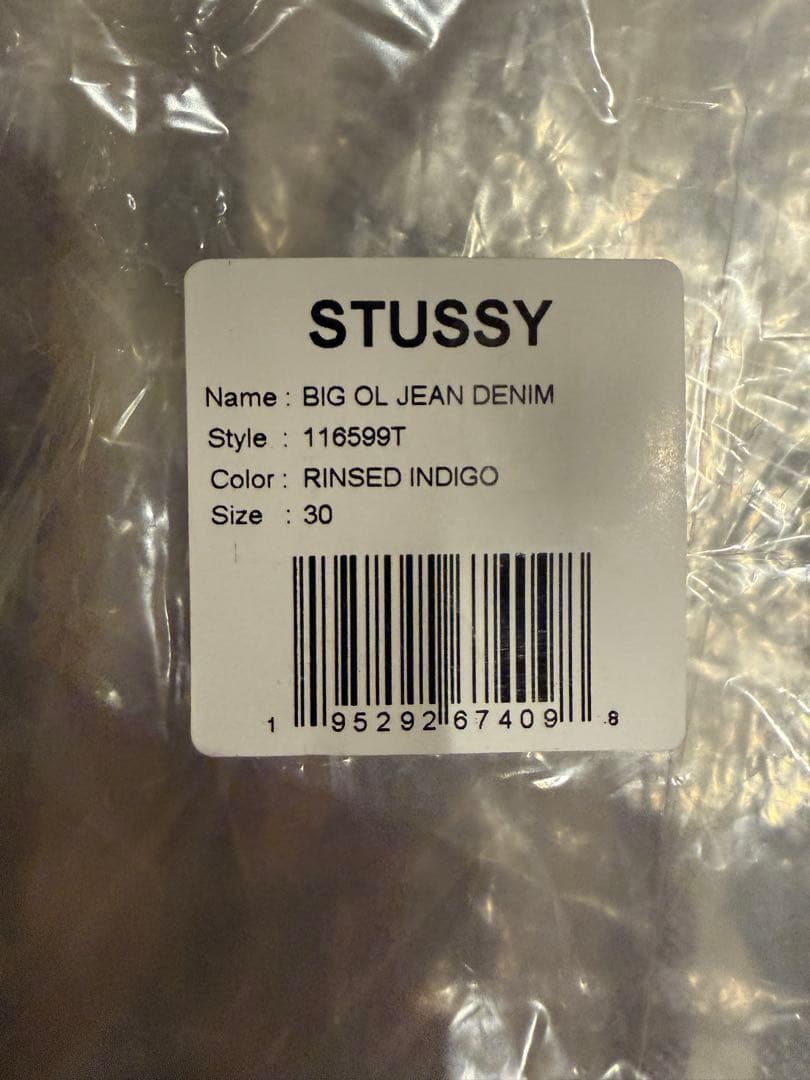 STUSSY
Name : BIG OL JEAN DENIM
Style : 116599T
Color : RINSED INDIGO
Size : 30
1 95292 67409 8